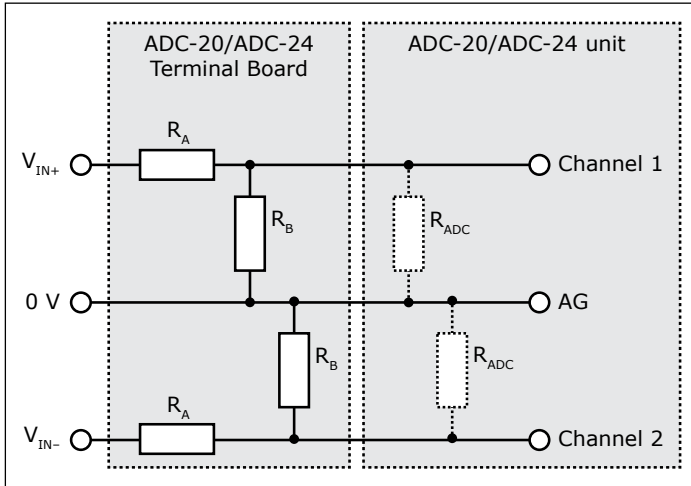 ADC-20/ADC-24
Terminal Board
ADC-20/ADC-24 unit
V_IN+
R_A
Channel 1
R_B
R_ADC
0 V
AG
R_B
R_ADC
R_A
V_IN–
Channel 2